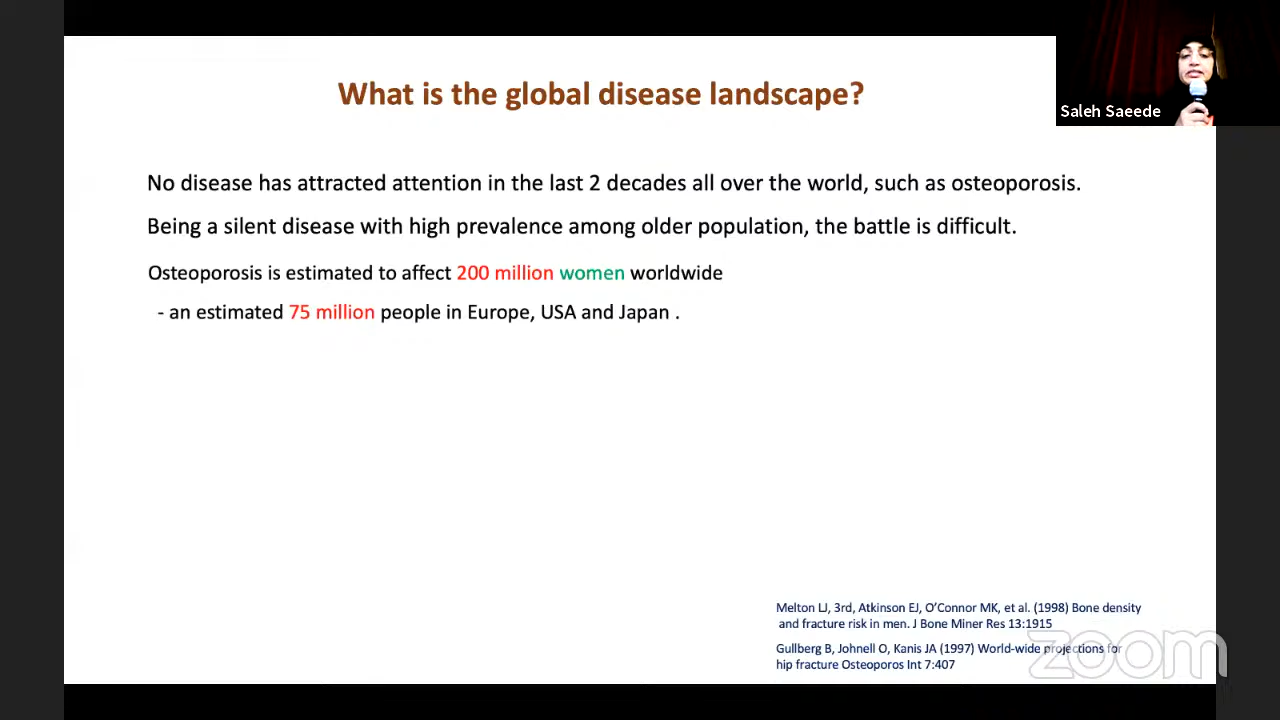 What is the global disease landscape?
Saleh Saeede
No disease has attracted attention in the last 2 decades all over the world, such as osteoporosis.
Being a silent disease with high prevalence among older population, the battle is difficult.
Osteoporosis is estimated to affect 200 million women worldwide
- an estimated 75 million people in Europe, USA and Japan .
Melton LJ, 3rd, Atkinson EJ, O’Connor MK, et al. (1998) Bone density
and fracture risk in men. J Bone Miner Res 13:1915
Gullberg B, Johnell O, Kanis JA (1997) World-wide projections for
hip fracture Osteoporos Int 7:407
zoom